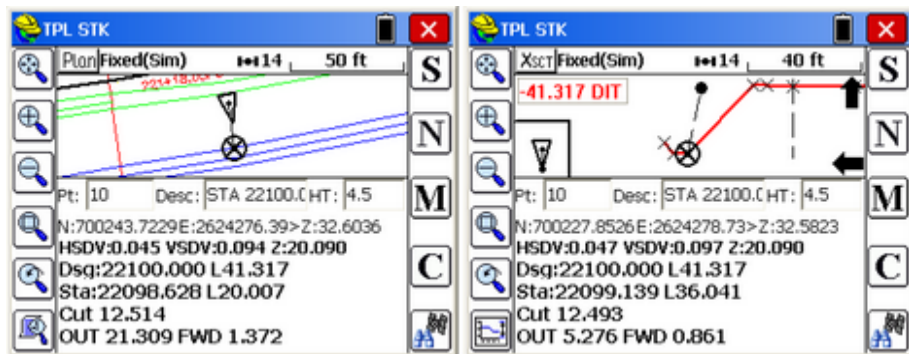 TPL STK
Plan Fixed(Sim) 14 50 ft
221+18.00
Pt: 10 Desc: STA 22100.( HT: 4.5
N:700243.7229 E:2624276.39> Z:32.6036
HSDV:0.045 VSDV:0.094 Z:20.090
Dsg:22100.000 L41.317
Sta:22098.628 L20.007
Cut 12.514
OUT 21.309 FWD 1.372
S
N
M
C
TPL STK
Xsct Fixed(Sim) 14 40 ft
-41.317 DIT
Pt: 10 Desc: STA 22100.( HT: 4.5
N:700227.8526 E:2624278.73> Z:32.5823
HSDV:0.047 VSDV:0.097 Z:20.090
Dsg:22100.000 L41.317
Sta:22099.139 L36.041
Cut 12.493
OUT 5.276 FWD 0.861
S
N
M
C